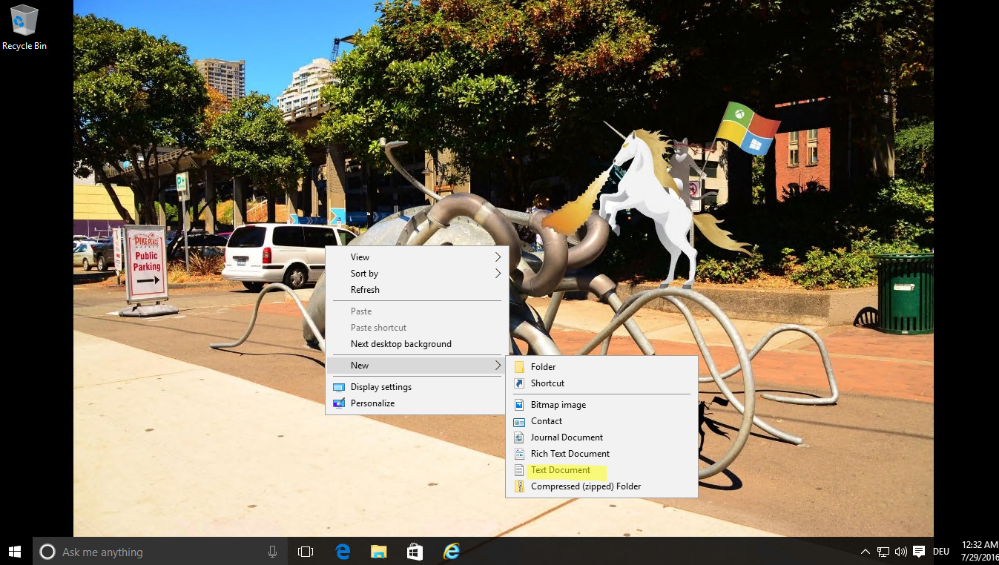 Recycle Bin
PIKE PLACE
MARKET
Public
Parking
View
Sort by
Refresh
Paste
Paste shortcut
Next desktop background
New
Display settings
Personalize
Folder
Shortcut
Bitmap image
Contact
Journal Document
Rich Text Document
Text Document
Compressed (zipped) Folder
Ask me anything
DEU
12:32 AM
7/29/2016